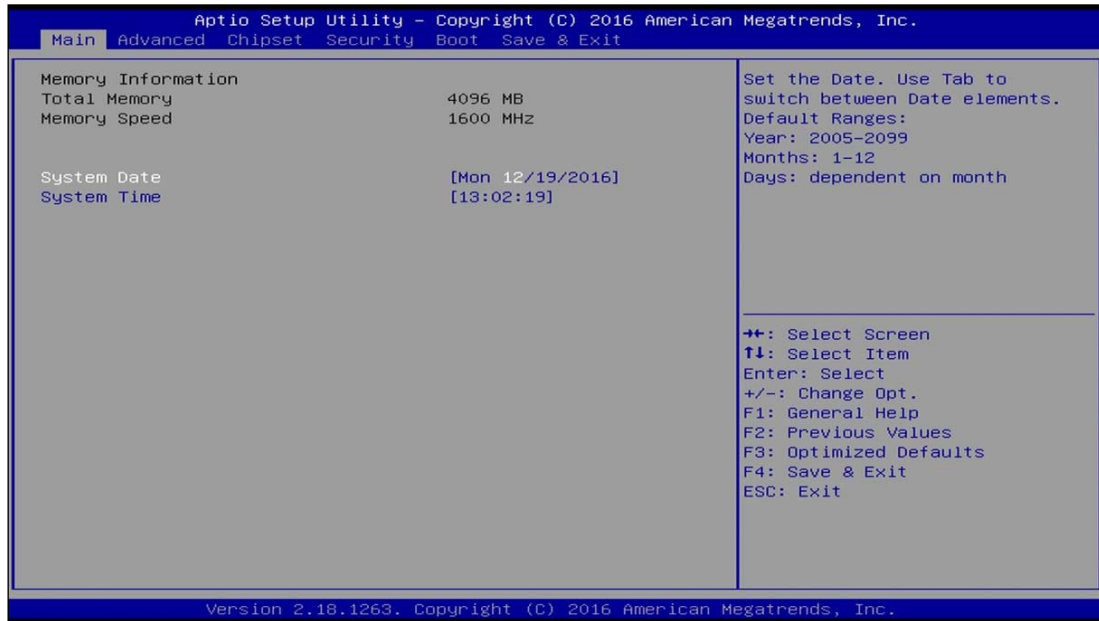 Aptio Setup Utility – Copyright (C) 2016 American Megatrends, Inc.
Main Advanced Chipset Security Boot Save & Exit
Memory Information
Total Memory 4096 MB
Memory Speed 1600 MHz
System Date [Mon 12/19/2016]
System Time [13:02:19]
Set the Date. Use Tab to
switch between Date elements.
Default Ranges:
Year: 2005-2099
Months: 1-12
Days: dependent on month
→←: Select Screen
↑↓: Select Item
Enter: Select
+/-: Change Opt.
F1: General Help
F2: Previous Values
F3: Optimized Defaults
F4: Save & Exit
ESC: Exit
Version 2.18.1263. Copyright (C) 2016 American Megatrends, Inc.